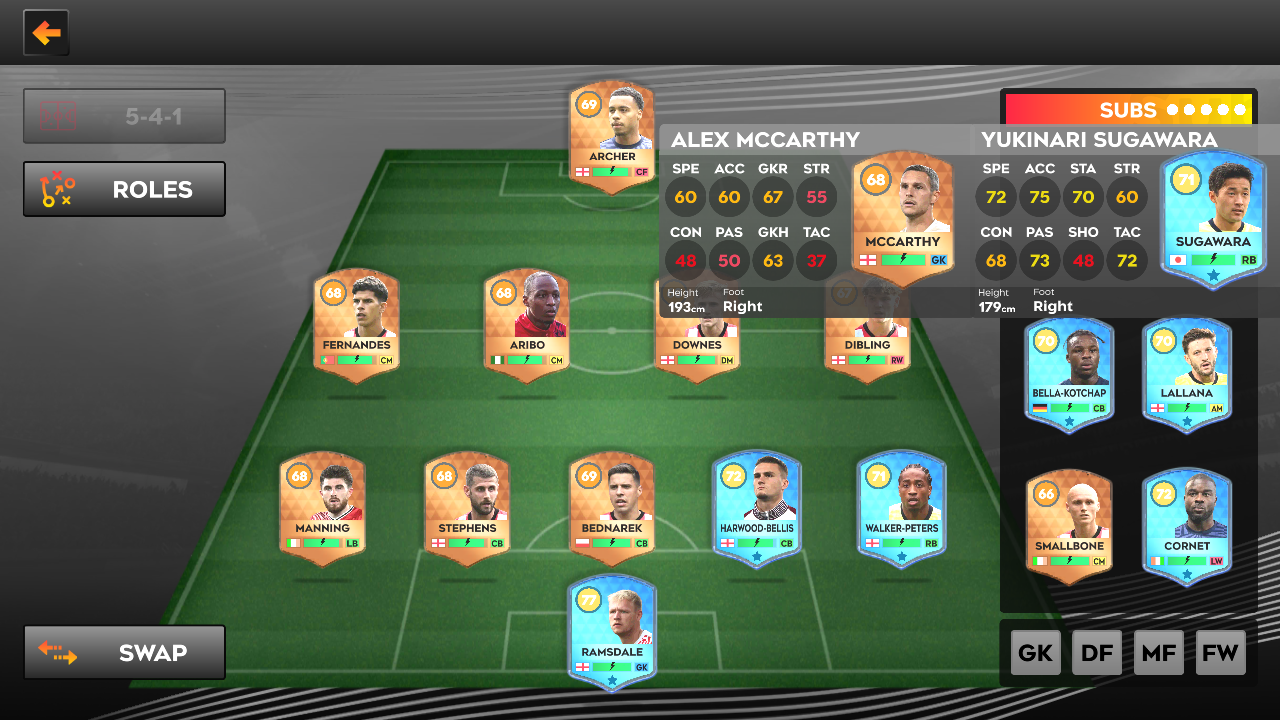 5-4-1
ROLES
SUBS
69
ARCHER
CF
ALEX MCCARTHY
SPE ACC GKR STR
60 60 67 55
CON PAS GKH TAC
48 50 63 37
Height Foot
193cm Right
68
MCCARTHY
GK
YUKINARI SUGAWARA
SPE ACC STA STR
72 75 70 60
CON PAS SHO TAC
68 73 48 72
Height Foot
179cm Right
71
SUGAWARA
RB
68
FERNANDES
CM
68
ARIBO
CM
DOWNES
DM
67
DIBLING
RW
70
BELLA-KOTCHAP
CB
70
LALLANA
AM
68
MANNING
LB
68
STEPHENS
CB
69
BEDNAREK
CB
72
HARWOOD-BELLIS
CB
71
WALKER-PETERS
RB
66
SMALLBONE
CM
72
CORNET
LW
77
RAMSDALE
GK
SWAP
GK DF MF FW